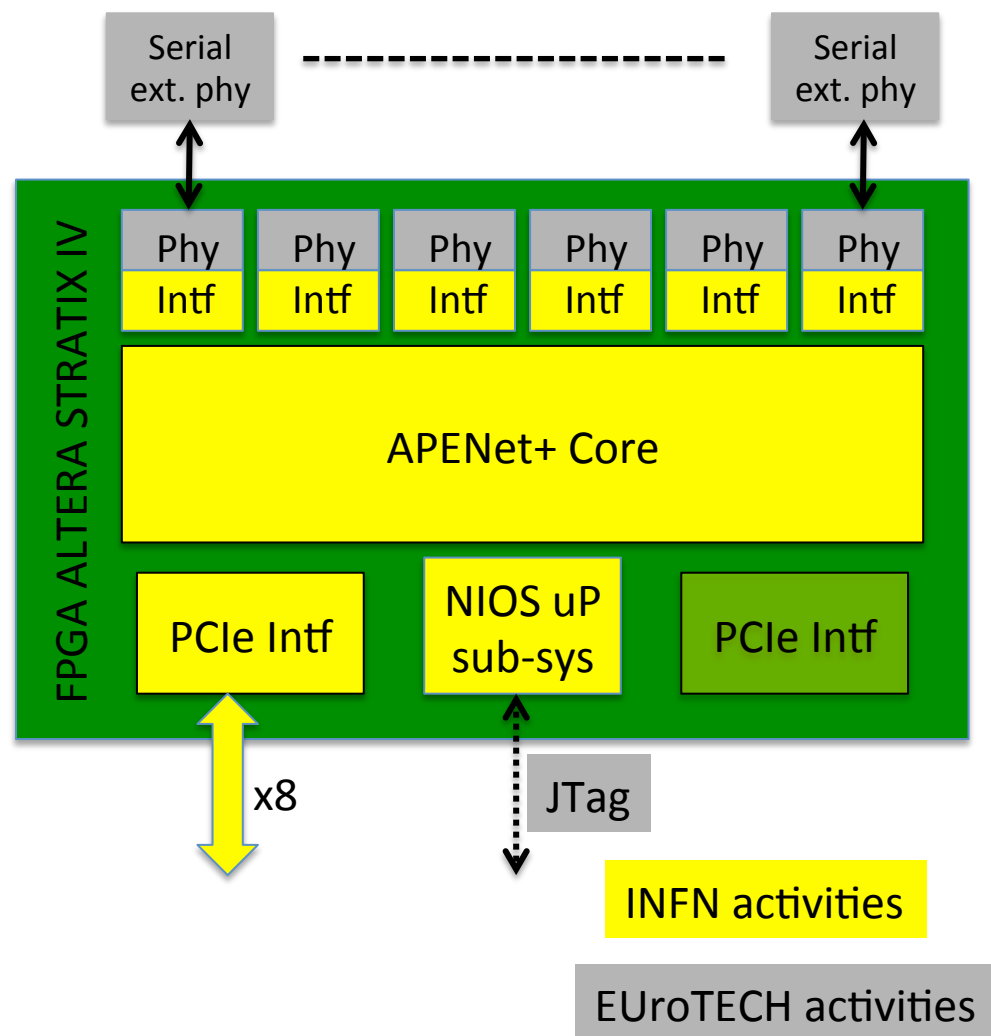 Serial
ext. phy
Serial
ext. phy
FPGA ALTERA STRATIX IV
Phy
Intf
Phy
Intf
Phy
Intf
Phy
Intf
Phy
Intf
Phy
Intf
APENet+ Core
PCIe Intf
NIOS uP
sub-sys
PCIe Intf
x8
JTag
INFN activities
EUroTECH activities